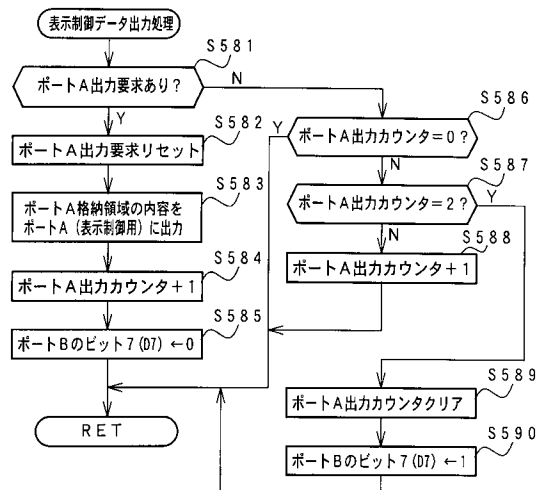 表示制御データ出力処理
S581
ポートA出力要求あり?
N
Y
S582
ポートA出力要求リセット
S583
ポートA格納領域の内容を
ポートA(表示制御用)に出力
S584
ポートA出力カウンタ+1
S585
ポートBのビット7(D7)←0
RET
S586
Y
ポートA出力カウンタ=0?
N
S587
ポートA出力カウンタ=2?
Y
N
S588
ポートA出力カウンタ+1
S589
ポートA出力カウンタクリア
S590
ポートBのビット7(D7)←1